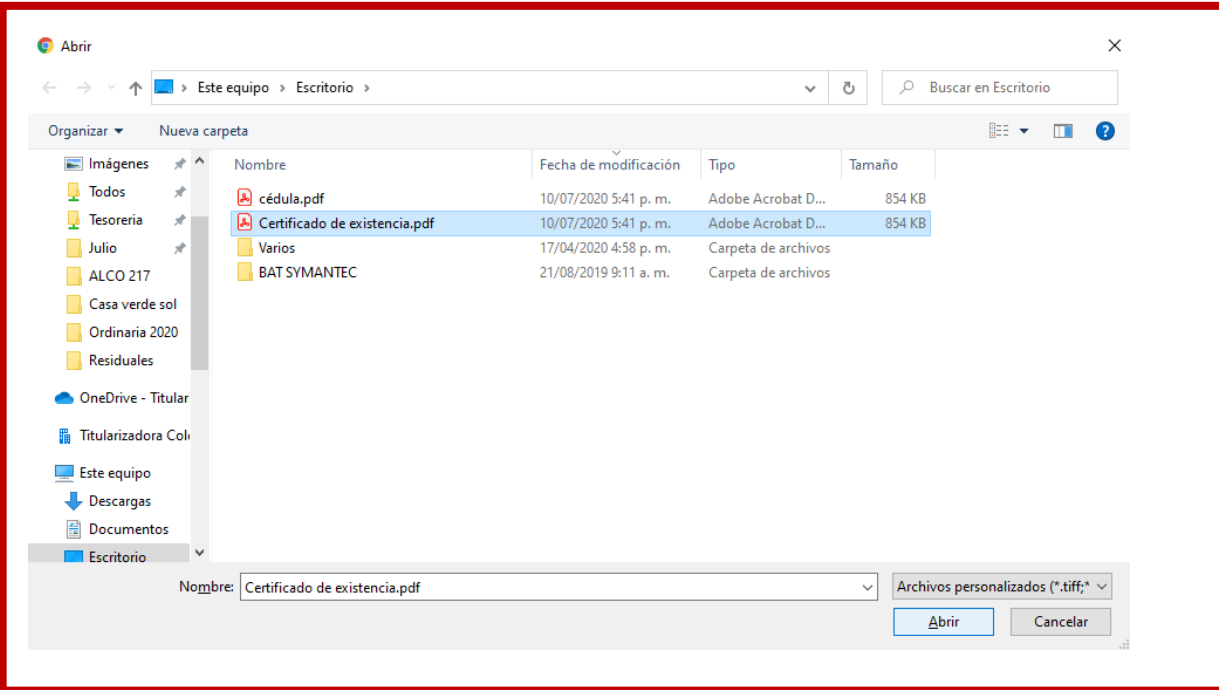 Abrir
Este equipo > Escritorio >
Buscar en Escritorio
Organizar
Nueva carpeta
Imágenes
Todos
Tesoreria
Julio
ALCO 217
Casa verde sol
Ordinaria 2020
Residuales
OneDrive - Titular
Titularizadora Col
Este equipo
Descargas
Documentos
Escritorio
Nombre Fecha de modificación Tipo Tamaño
cédula.pdf 10/07/2020 5:41 p. m. Adobe Acrobat D... 854 KB
Certificado de existencia.pdf 10/07/2020 5:41 p. m. Adobe Acrobat D... 854 KB
Varios 17/04/2020 4:58 p. m. Carpeta de archivos
BAT SYMANTEC 21/08/2019 9:11 a. m. Carpeta de archivos
Nombre: Certificado de existencia.pdf
Archivos personalizados (*.tiff;*
Abrir
Cancelar